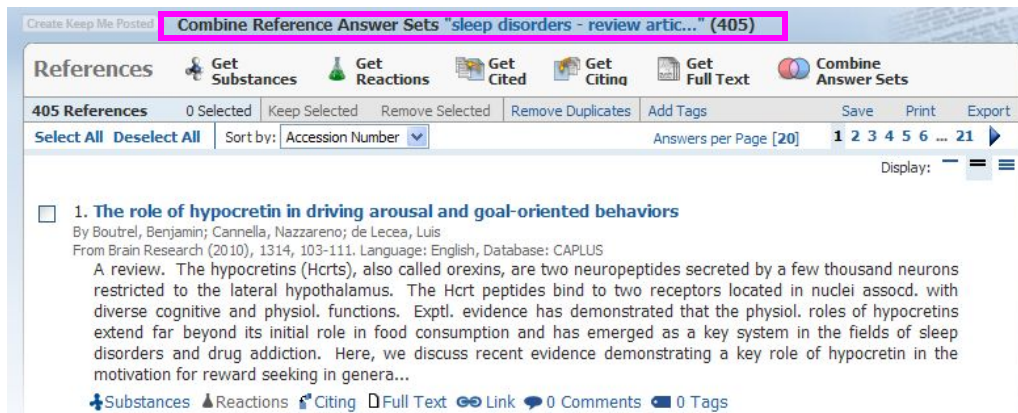 Create Keep Me Posted Combine Reference Answer Sets "sleep disorders - review artic..." (405)
References Get Substances Get Reactions Get Cited Get Citing Get Full Text Combine Answer Sets
405 References 0 Selected Keep Selected Remove Selected Remove Duplicates Add Tags Save Print Export
Select All Deselect All Sort by: Accession Number Answers per Page [20] 1 2 3 4 5 6 ... 21
Display:
1. The role of hypocretin in driving arousal and goal-oriented behaviors
By Boutrel, Benjamin; Cannella, Nazzareno; de Lecea, Luis
From Brain Research (2010), 1314, 103-111. Language: English, Database: CAPLUS
A review. The hypocretins (Hcrts), also called orexins, are two neuropeptides secreted by a few thousand neurons
restricted to the lateral hypothalamus. The Hcrt peptides bind to two receptors located in nuclei assocd. with
diverse cognitive and physiol. functions. Exptl. evidence has demonstrated that the physiol. roles of hypocretins
extend far beyond its initial role in food consumption and has emerged as a key system in the fields of sleep
disorders and drug addiction. Here, we discuss recent evidence demonstrating a key role of hypocretin in the
motivation for reward seeking in genera...
Substances Reactions Citing Full Text Link 0 Comments 0 Tags